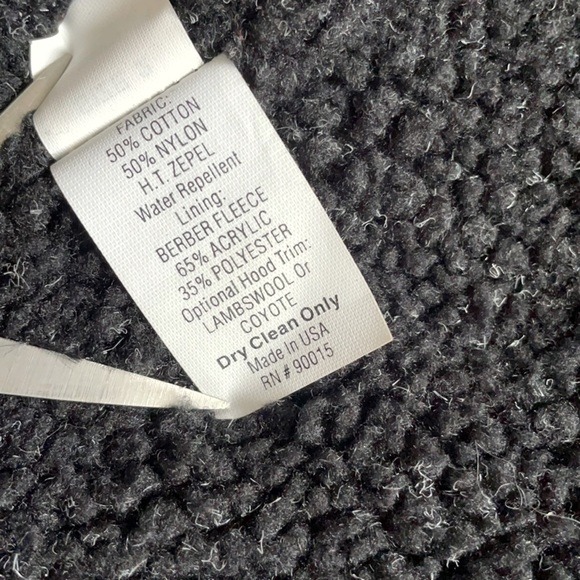 FABRIC:
50% COTTON
50% NYLON
H.T. ZEPEL
Water Repellent
Lining:
BERBER FLEECE
65% ACRYLIC
35% POLYESTER
Optional Hood Trim:
LAMBSWOOL Or
COYOTE
Dry Clean Only
Made In USA
RN # 90015